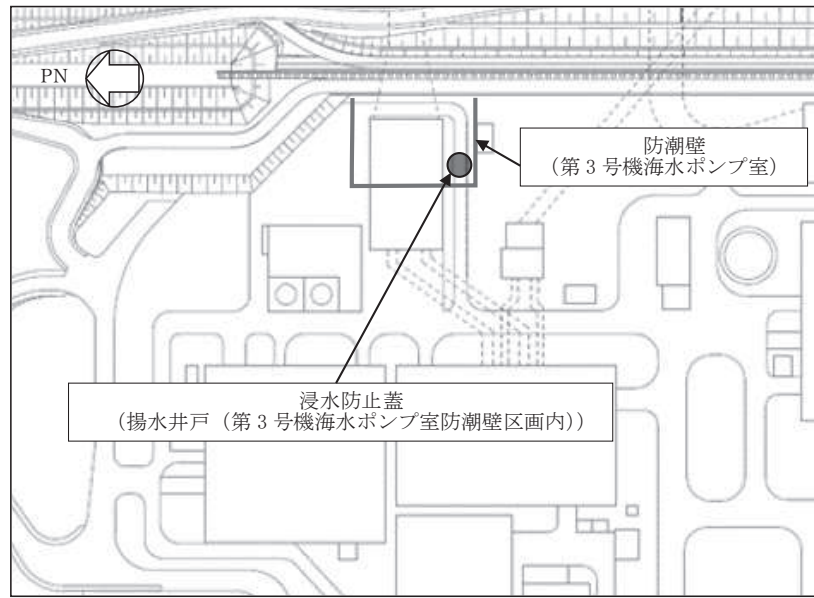 PN
防潮壁
（第３号機海水ポンプ室）
浸水防止蓋
（揚水井戸（第３号機海水ポンプ室防潮壁区画内））